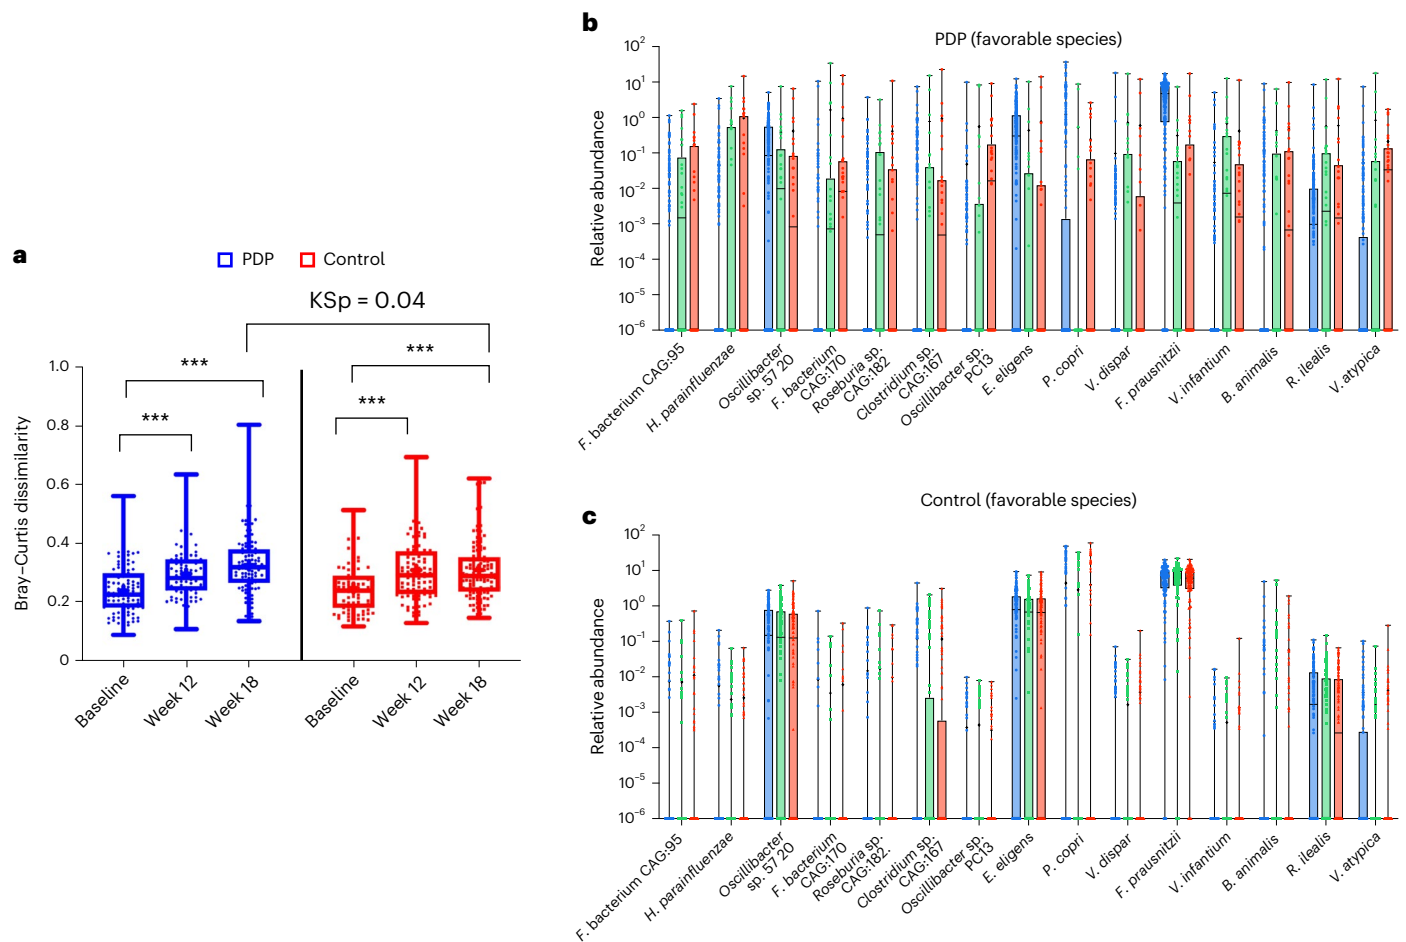 a
PDP
Control
KSp = 0.04
***
***
***
***
1.0
0.8
0.6
0.4
0.2
0
Bray–Curtis dissimilarity
Baseline
Week 12
Week 18
Baseline
Week 12
Week 18
b
PDP (favorable species)
Relative abundance
10²
10¹
10⁰
10⁻¹
10⁻²
10⁻³
10⁻⁴
10⁻⁵
10⁻⁶
F. bacterium CAG:95
H. parainfluenzae
Oscillibacter
sp. 57 20
F. bacterium
CAG:170
Roseburia sp.
CAG:182
Clostridium sp.
CAG:167
Oscillibacter sp.
PC13
E. eligens
P. copri
V. dispar
F. prausnitzii
V. infantium
B. animalis
R. ilealis
V. atypica
c
Control (favorable species)
Relative abundance
10²
10¹
10⁰
10⁻¹
10⁻²
10⁻³
10⁻⁴
10⁻⁵
10⁻⁶
F. bacterium CAG:95
H. parainfluenzae
Oscillibacter
sp. 57 20
F. bacterium
CAG:170
Roseburia sp.
CAG:182.
Clostridium sp.
CAG:167
Oscillibacter sp.
PC13
E. eligens
P. copri
V. dispar
F. prausnitzii
V. infantium
B. animalis
R. ilealis
V. atypica